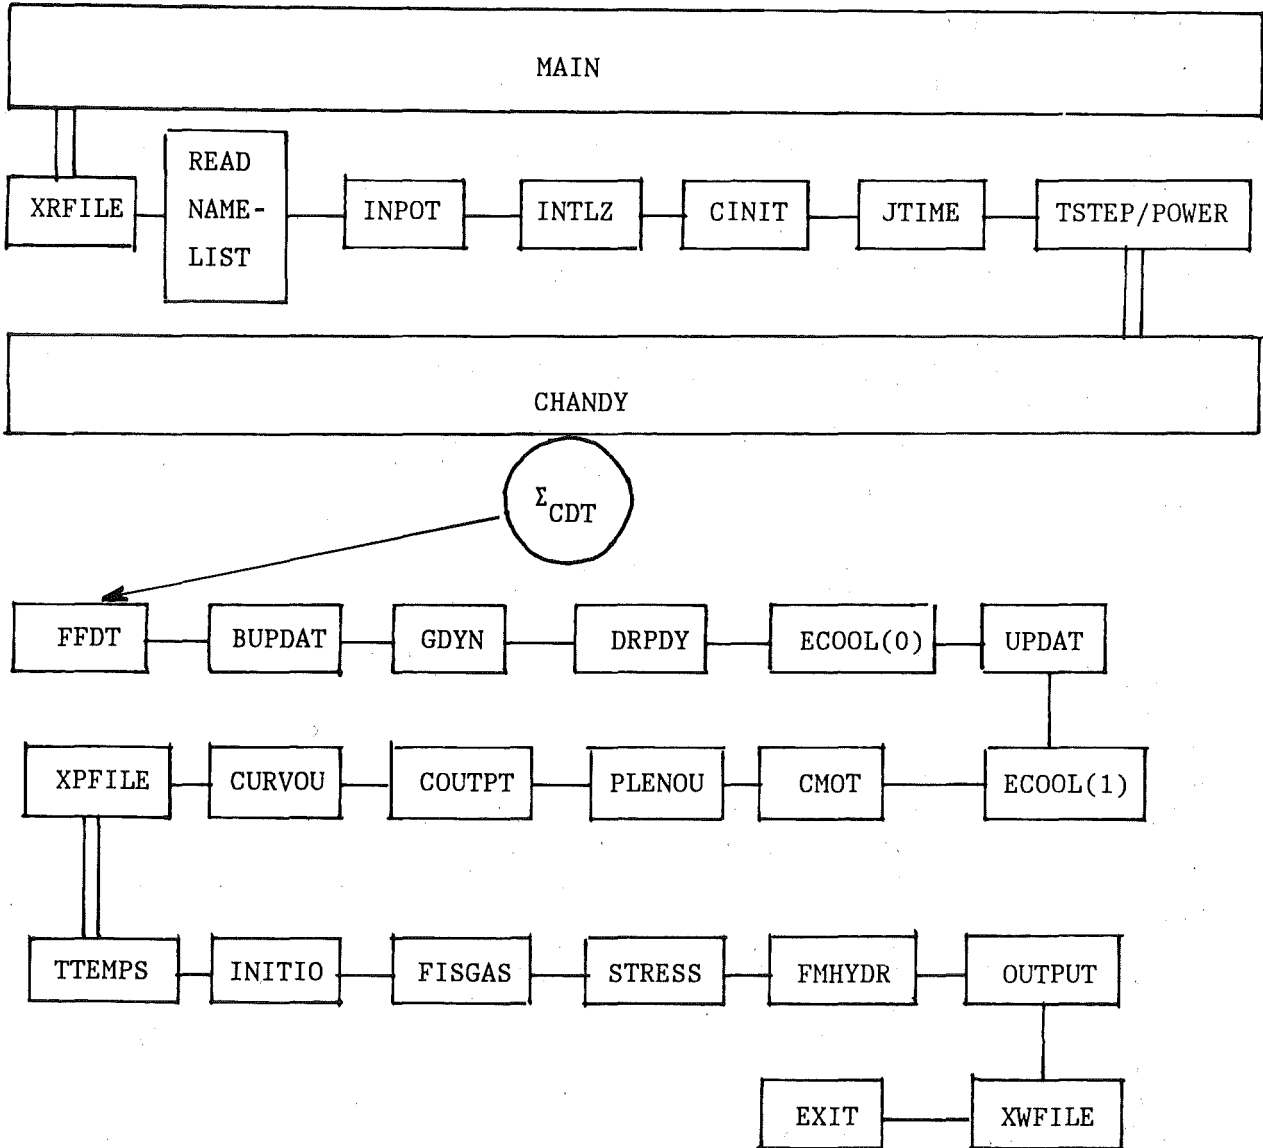 MAIN
XRFILE
READ
NAME-
LIST
INPOT
INTLZ
CINIT
JTIME
TSTEP/POWER
CHANDY
ΣCDT
FFDT
BUPDAT
GDYN
DRPDY
ECOOL(0)
UPDAT
XPFILE
CURVOU
COUTPT
PLENOU
CMOT
ECOOL(1)
TTEMPS
INITIO
FISGAS
STRESS
FMHYDR
OUTPUT
EXIT
XWFILE